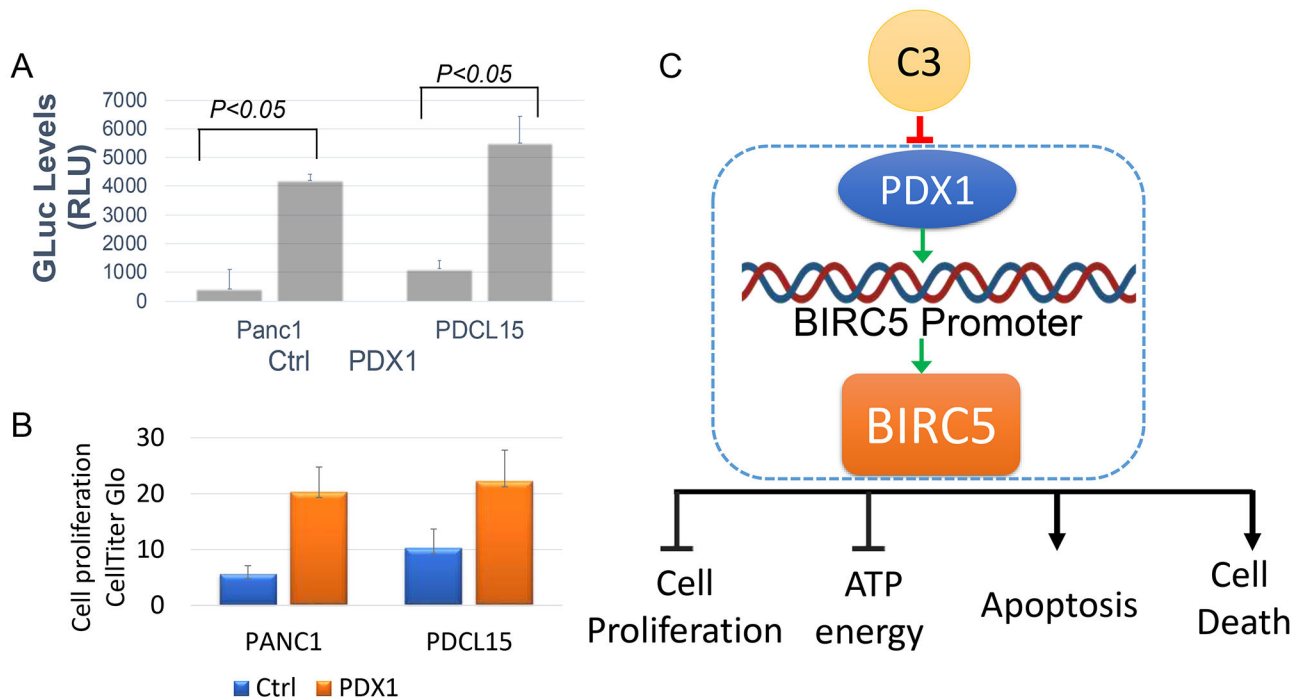 A
GLuc Levels
(RLU)
7000
6000
5000
4000
3000
2000
1000
0
P<0.05
P<0.05
Panc1
PDCL15
Ctrl
PDX1
B
Cell proliferation
CellTiter Glo
30
20
10
0
PANC1
PDCL15
Ctrl
PDX1
C
C3
PDX1
BIRC5 Promoter
BIRC5
Cell
Proliferation
ATP
energy
Apoptosis
Cell
Death